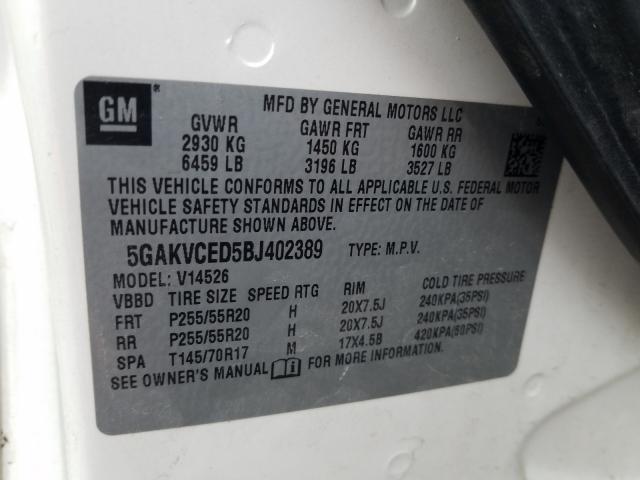 GM ®
MFD BY GENERAL MOTORS LLC
GVWR GAWR FRT GAWR RR
2930 KG 1450 KG 1600 KG
6459 LB 3196 LB 3527 LB
THIS VEHICLE CONFORMS TO ALL APPLICABLE U.S. FEDERAL MOTOR
VEHICLE SAFETY STANDARDS IN EFFECT ON THE DATE OF
MANUFACTURE SHOWN ABOVE.
5GAKVCED5BJ402389 TYPE: M.P.V.
MODEL: V14526
VBBD TIRE SIZE SPEED RTG RIM COLD TIRE PRESSURE
FRT P255/55R20 H 20X7.5J 240KPA(35PSI)
RR P255/55R20 H 20X7.5J 240KPA(35PSI)
SPA T145/70R17 M 17X4.5B 420KPA(60PSI)
SEE OWNER'S MANUAL FOR MORE INFORMATION.